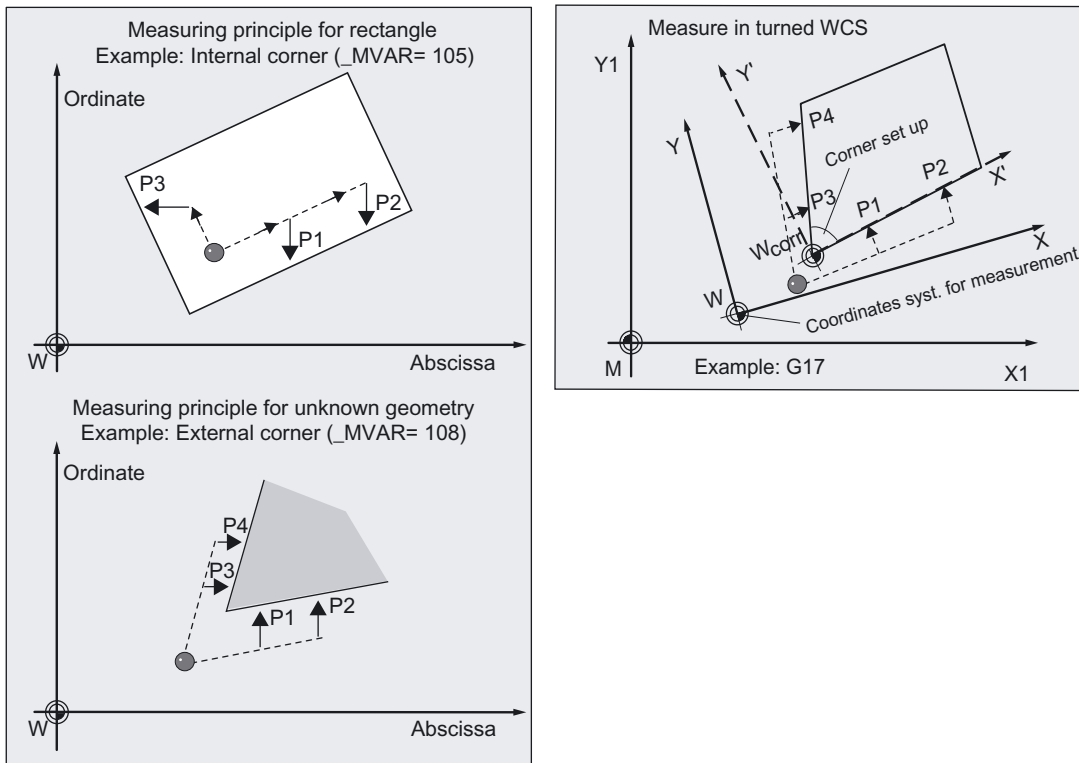 Measuring principle for rectangle
Example: Internal corner (_MVAR= 105)
Ordinate
P3
P2
P1
W
Abscissa
Measuring principle for unknown geometry
Example: External corner (_MVAR= 108)
Ordinate
P4
P3
P1
P2
W
Abscissa
Measure in turned WCS
Y1
Y'
P4
Y
Corner set up
P2
X'
P3
P1
Wcorr
X
W
Coordinates syst. for measurement
M
Example: G17
X1